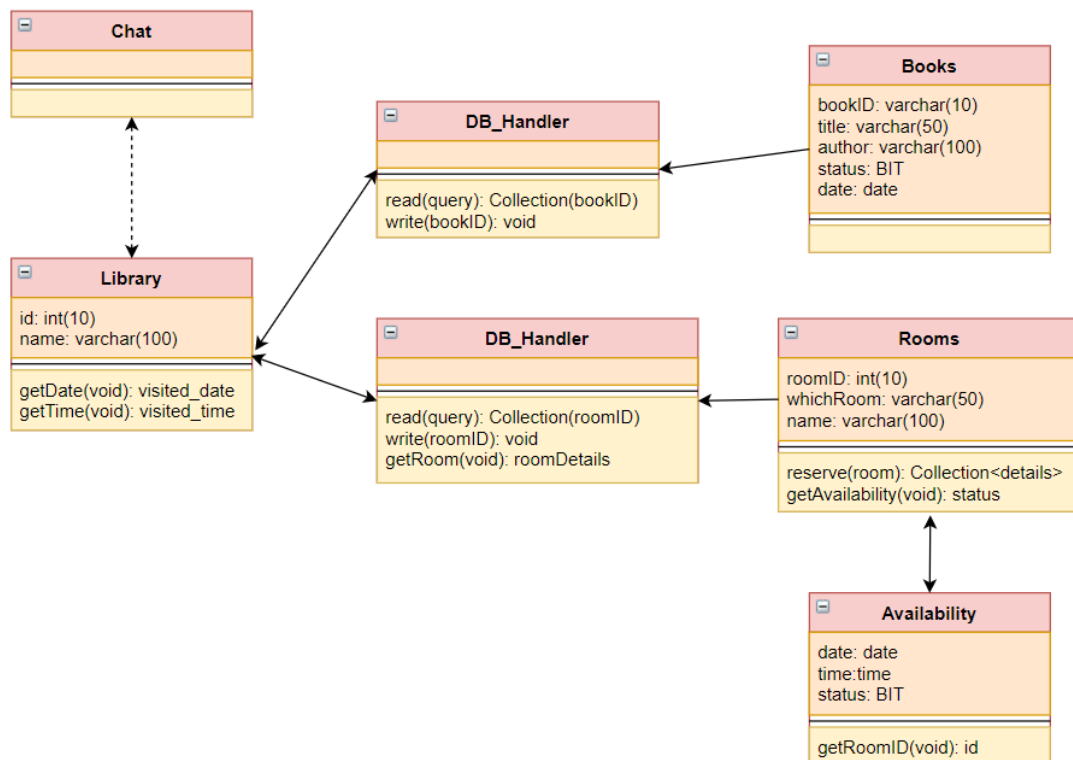 Chat
Books
bookID: varchar(10)
title: varchar(50)
author: varchar(100)
status: BIT
date: date
DB_Handler
read(query): Collection(bookID)
write(bookID): void
Library
id: int(10)
name: varchar(100)
getDate(void): visited_date
getTime(void): visited_time
DB_Handler
read(query): Collection(roomID)
write(roomID): void
getRoom(void): roomDetails
Rooms
roomID: int(10)
whichRoom: varchar(50)
name: varchar(100)
reserve(room): Collection<details>
getAvailability(void): status
Availability
date: date
time:time
status: BIT
getRoomID(void): id